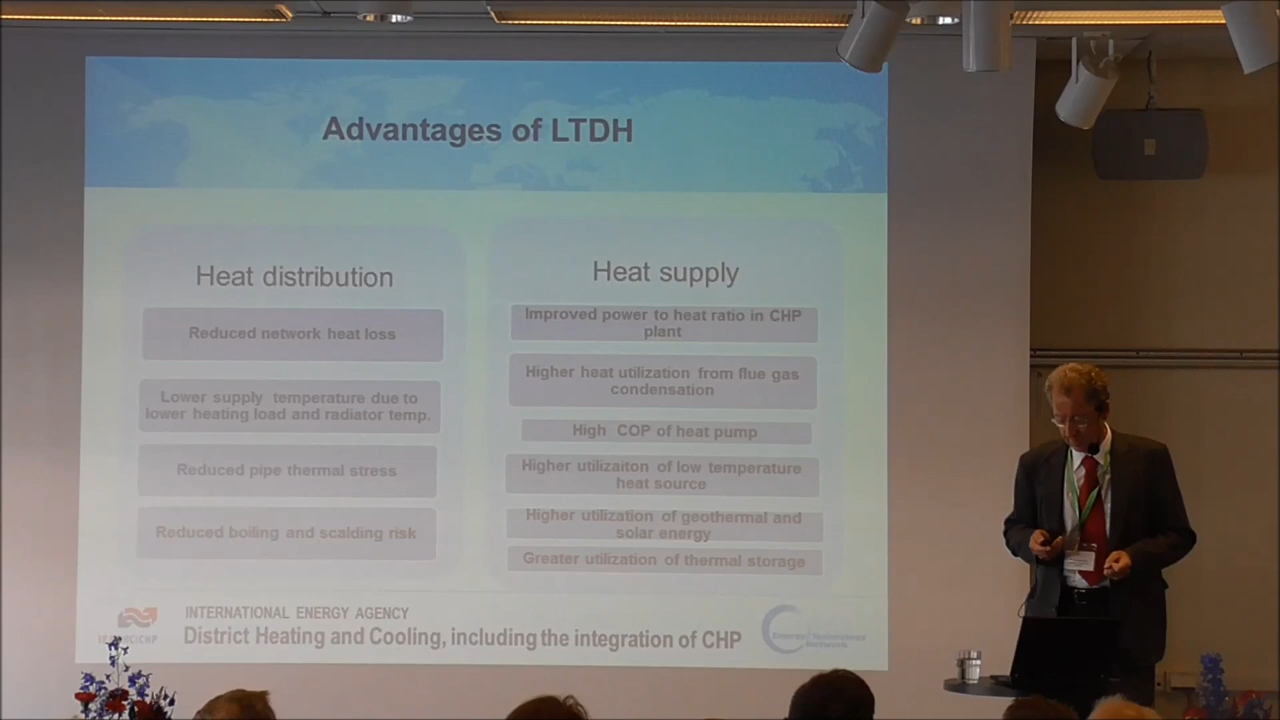 Advantages of LTDH
Heat distribution
Reduced network heat loss
Lower supply temperature due to
lower heating load and radiator temp.
Reduced pipe thermal stress
Reduced boiling and scalding risk
Heat supply
Improved power to heat ratio in CHP
plant
Higher heat utilization from flue gas
condensation
High COP of heat pump
Higher utilizaiton of low temperature
heat source
Higher utilization of geothermal and
solar energy
Greater utilization of thermal storage
INTERNATIONAL ENERGY AGENCY
District Heating and Cooling, including the integration of CHP
Energy Technology
Network